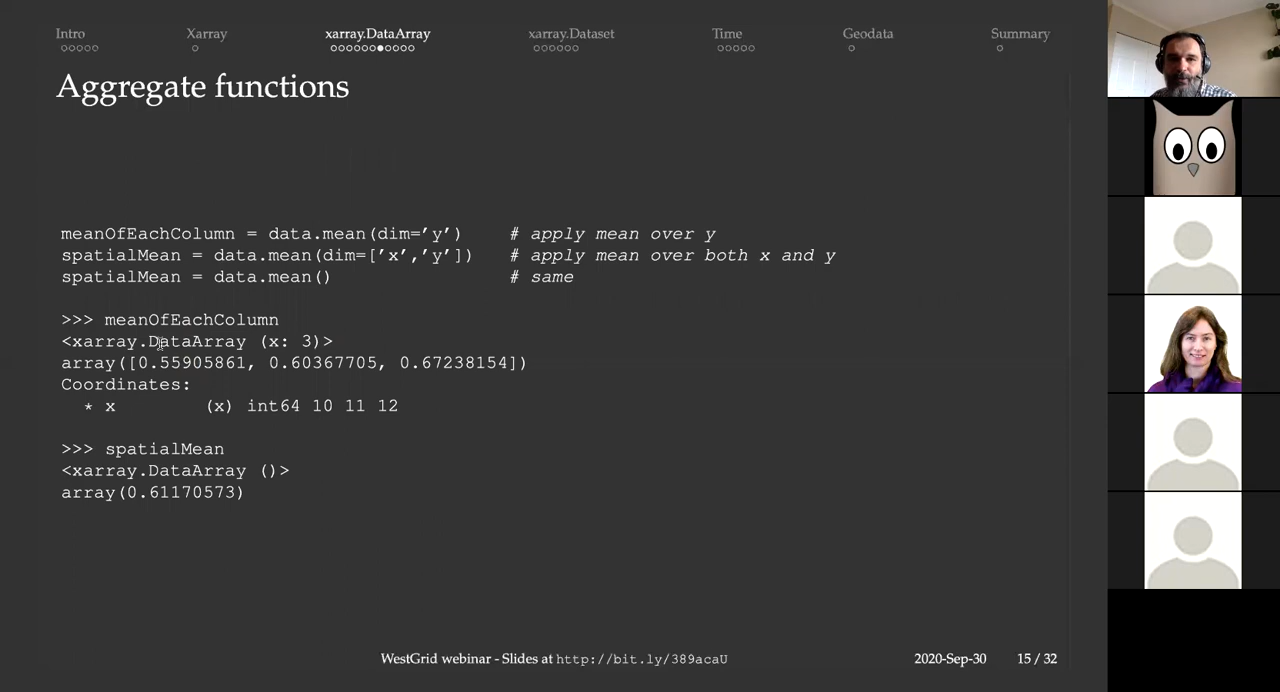 Intro Xarray xarray.DataArray xarray.Dataset Time Geodata Summary
Aggregate functions
meanOfEachColumn = data.mean(dim=’y’) # apply mean over y
spatialMean = data.mean(dim=[’x’,’y’]) # apply mean over both x and y
spatialMean = data.mean() # same
>>> meanOfEachColumn
<xarray.DataArray (x: 3)>
array([0.55905861, 0.60367705, 0.67238154])
Coordinates:
* x (x) int64 10 11 12
>>> spatialMean
<xarray.DataArray ()>
array(0.61170573)
WestGrid webinar - Slides at http://bit.ly/389acaU 2020-Sep-30 15 / 32